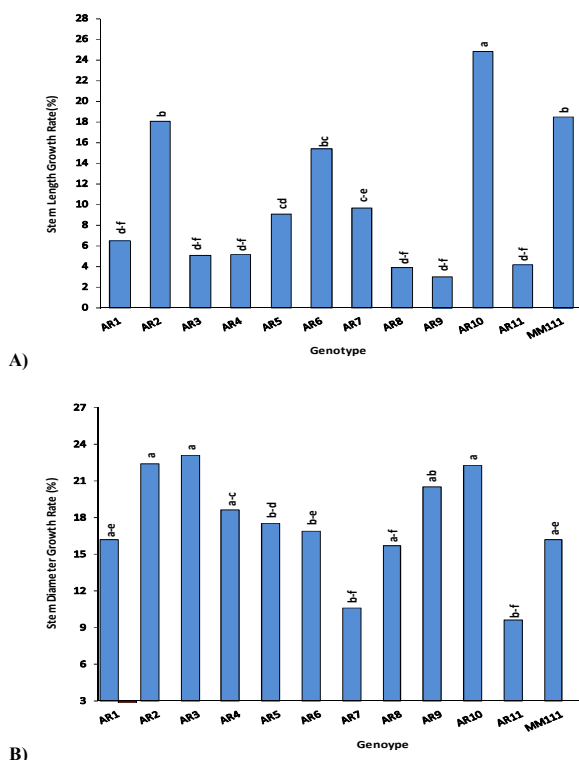 28
26
24
22
20
18
16
14
12
10
8
6
4
2
0
Stem Length Growth Rate(%)
d-f b d-f d-f cd bc c-e d-f d-f a d-f b
AR1 AR2 AR3 AR4 AR5 AR6 AR7 AR8 AR9 AR10 AR11 MM111
Genotype
A)
27
24
21
18
15
12
9
6
3
Stem Diameter Growth Rate (%)
a-e a a a-c b-d b-e b-f a-f ab a b-f a-e
AR1 AR2 AR3 AR4 AR5 AR6 AR7 AR8 AR9 AR10 AR11 MM111
Genoype
B)